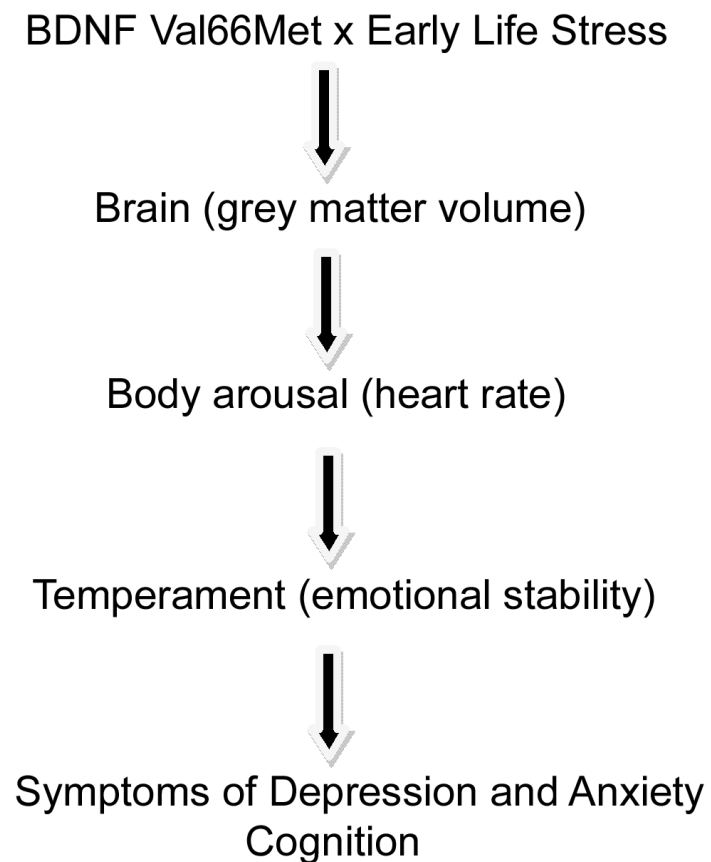 BDNF Val66Met x Early Life Stress
Brain (grey matter volume)
Body arousal (heart rate)
Temperament (emotional stability)
Symptoms of Depression and Anxiety
Cognition